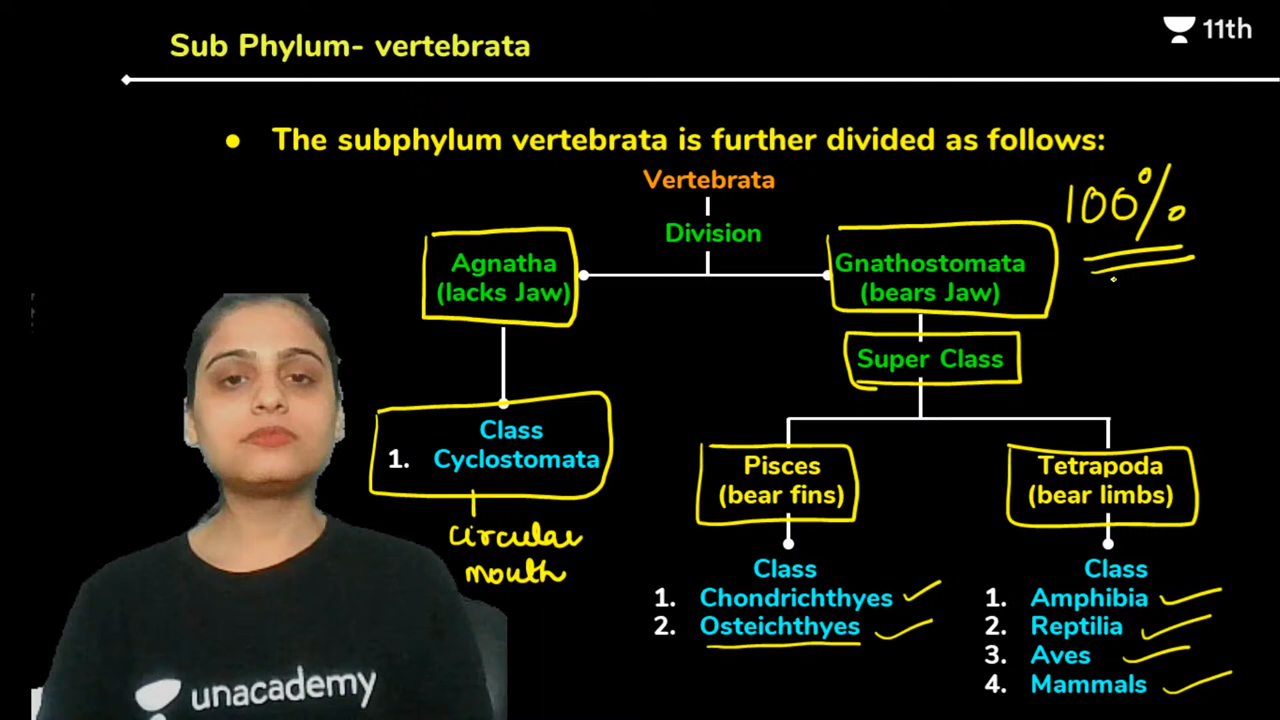 Sub Phylum- vertebrata
11th
● The subphylum vertebrata is further divided as follows:
Vertebrata
100%
Division
Agnatha
(lacks Jaw)
Gnathostomata
(bears Jaw)
Super Class
Class
1. Cyclostomata
circular
mouth
Pisces
(bear fins)
Tetrapoda
(bear limbs)
Class
1. Chondrichthyes
2. Osteichthyes
Class
1. Amphibia
2. Reptilia
3. Aves
4. Mammals
unacademy